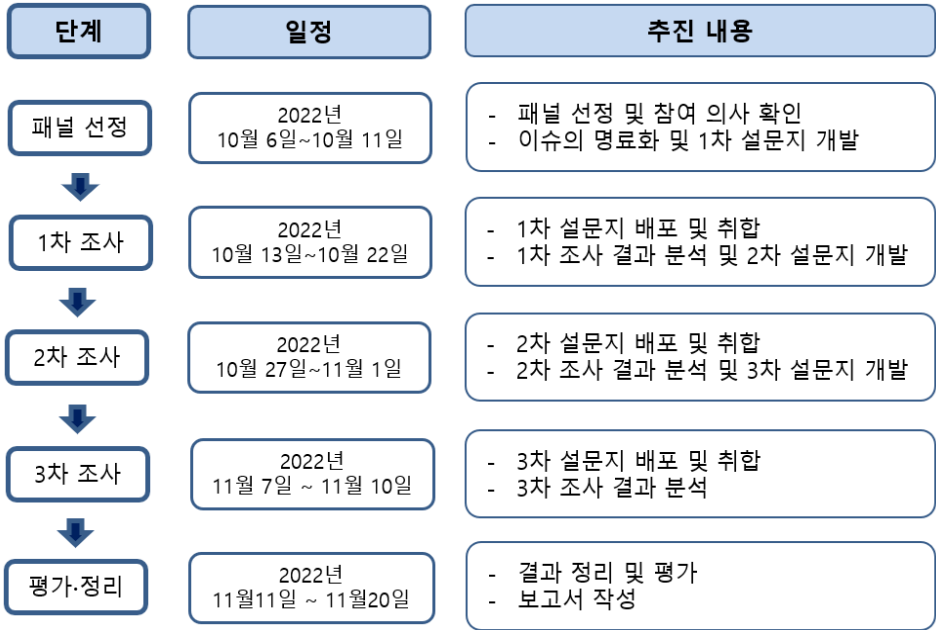 단계
일정
추진 내용
패널 선정
2022년
10월 6일~10월 11일
- 패널 선정 및 참여 의사 확인
- 이슈의 명료화 및 1차 설문지 개발
1차 조사
2022년
10월 13일~10월 22일
- 1차 설문지 배포 및 취합
- 1차 조사 결과 분석 및 2차 설문지 개발
2차 조사
2022년
10월 27일~11월 1일
- 2차 설문지 배포 및 취합
- 2차 조사 결과 분석 및 3차 설문지 개발
3차 조사
2022년
11월 7일 ~ 11월 10일
- 3차 설문지 배포 및 취합
- 3차 조사 결과 분석
평가·정리
2022년
11월11일 ~ 11월20일
- 결과 정리 및 평가
- 보고서 작성